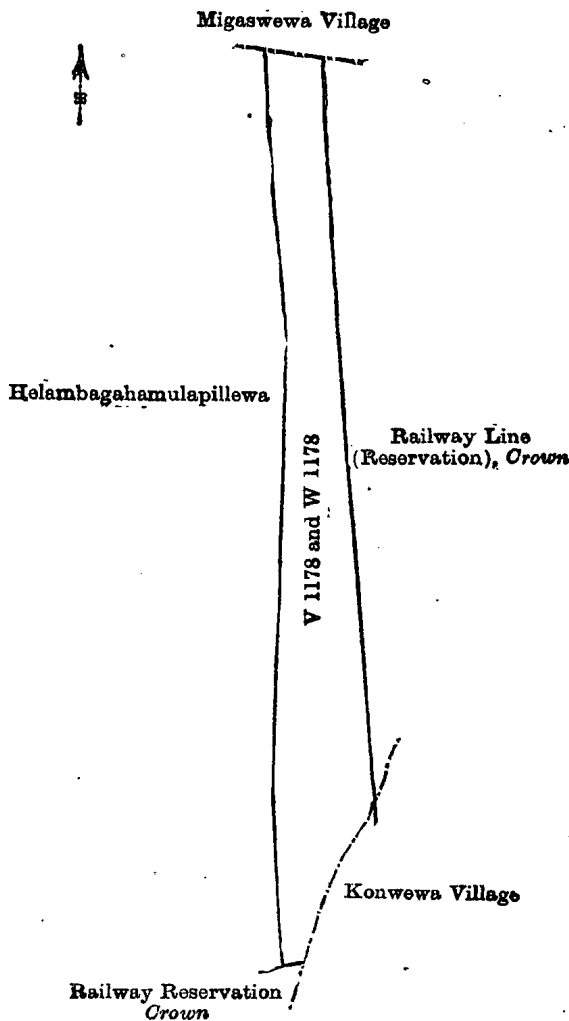 Migaswewa Village
Helambagahamulapillewa
Railway Line
(Reservation), Crown
V 1178 and W 1178
Konwewa Village
Railway Reservation
Crown